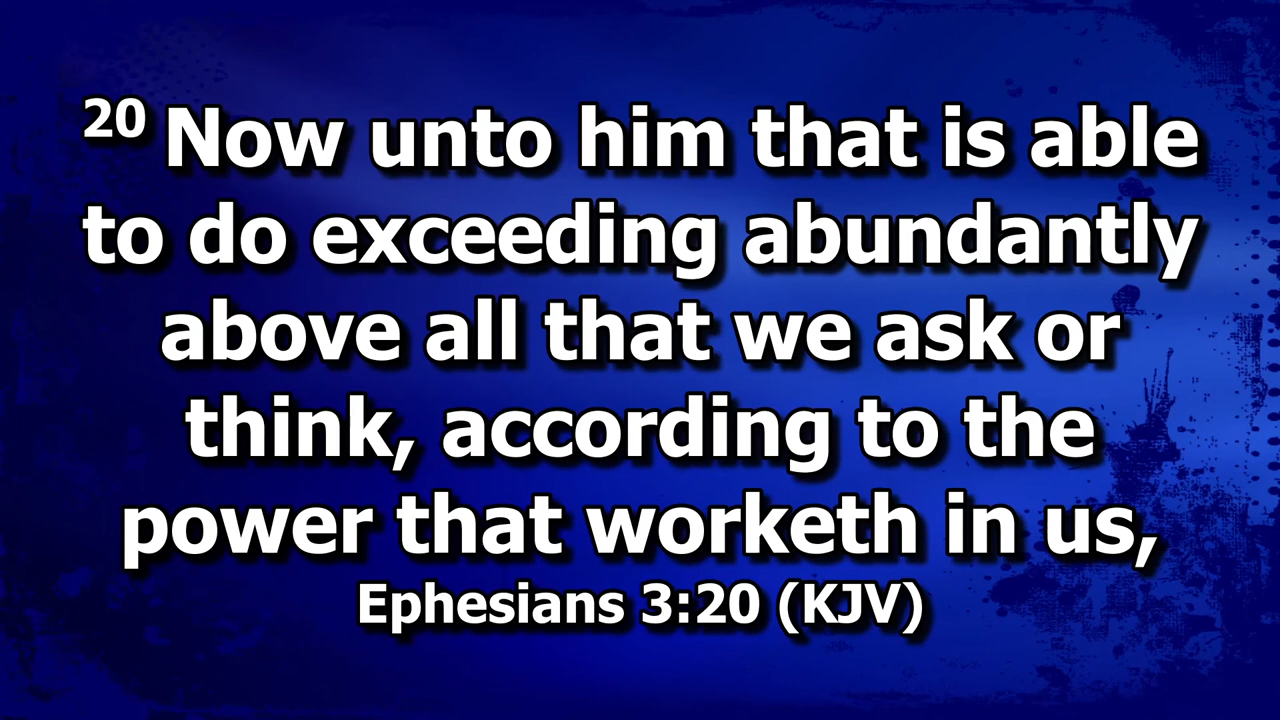 20 Now unto him that is able
to do exceeding abundantly
above all that we ask or
think, according to the
power that worketh in us,
Ephesians 3:20 (KJV)